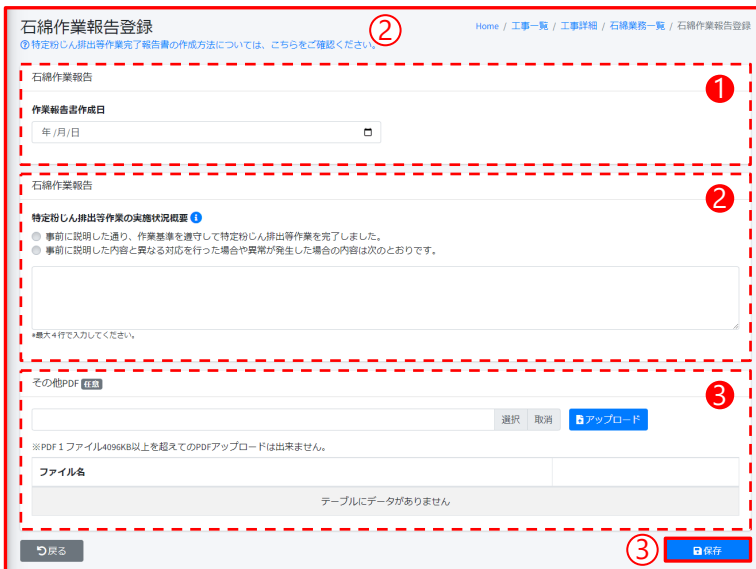 石綿作業報告登録
Home / 工事一覧 / 工事詳細 / 石綿業務一覧 / 石綿作業報告登録
特定粉じん排出等作業完了報告書の作成方法については、こちらをご確認ください。
②
石綿作業報告
1
作業報告書作成日
年 /月/日
石綿作業報告
2
特定粉じん排出等作業の実施状況概要
事前に説明した通り、作業基準を遵守して特定粉じん排出等作業を完了しました。
事前に説明した内容と異なる対応を行った場合や異常が発生した場合の内容は次のとおりです。
*最大4行で入力してください。
その他PDF 任意
3
選択 取消 アップロード
※PDF1ファイル4096KB以上を超えてのPDFアップロードは出来ません。
ファイル名
テーブルにデータがありません
戻る
③
保存